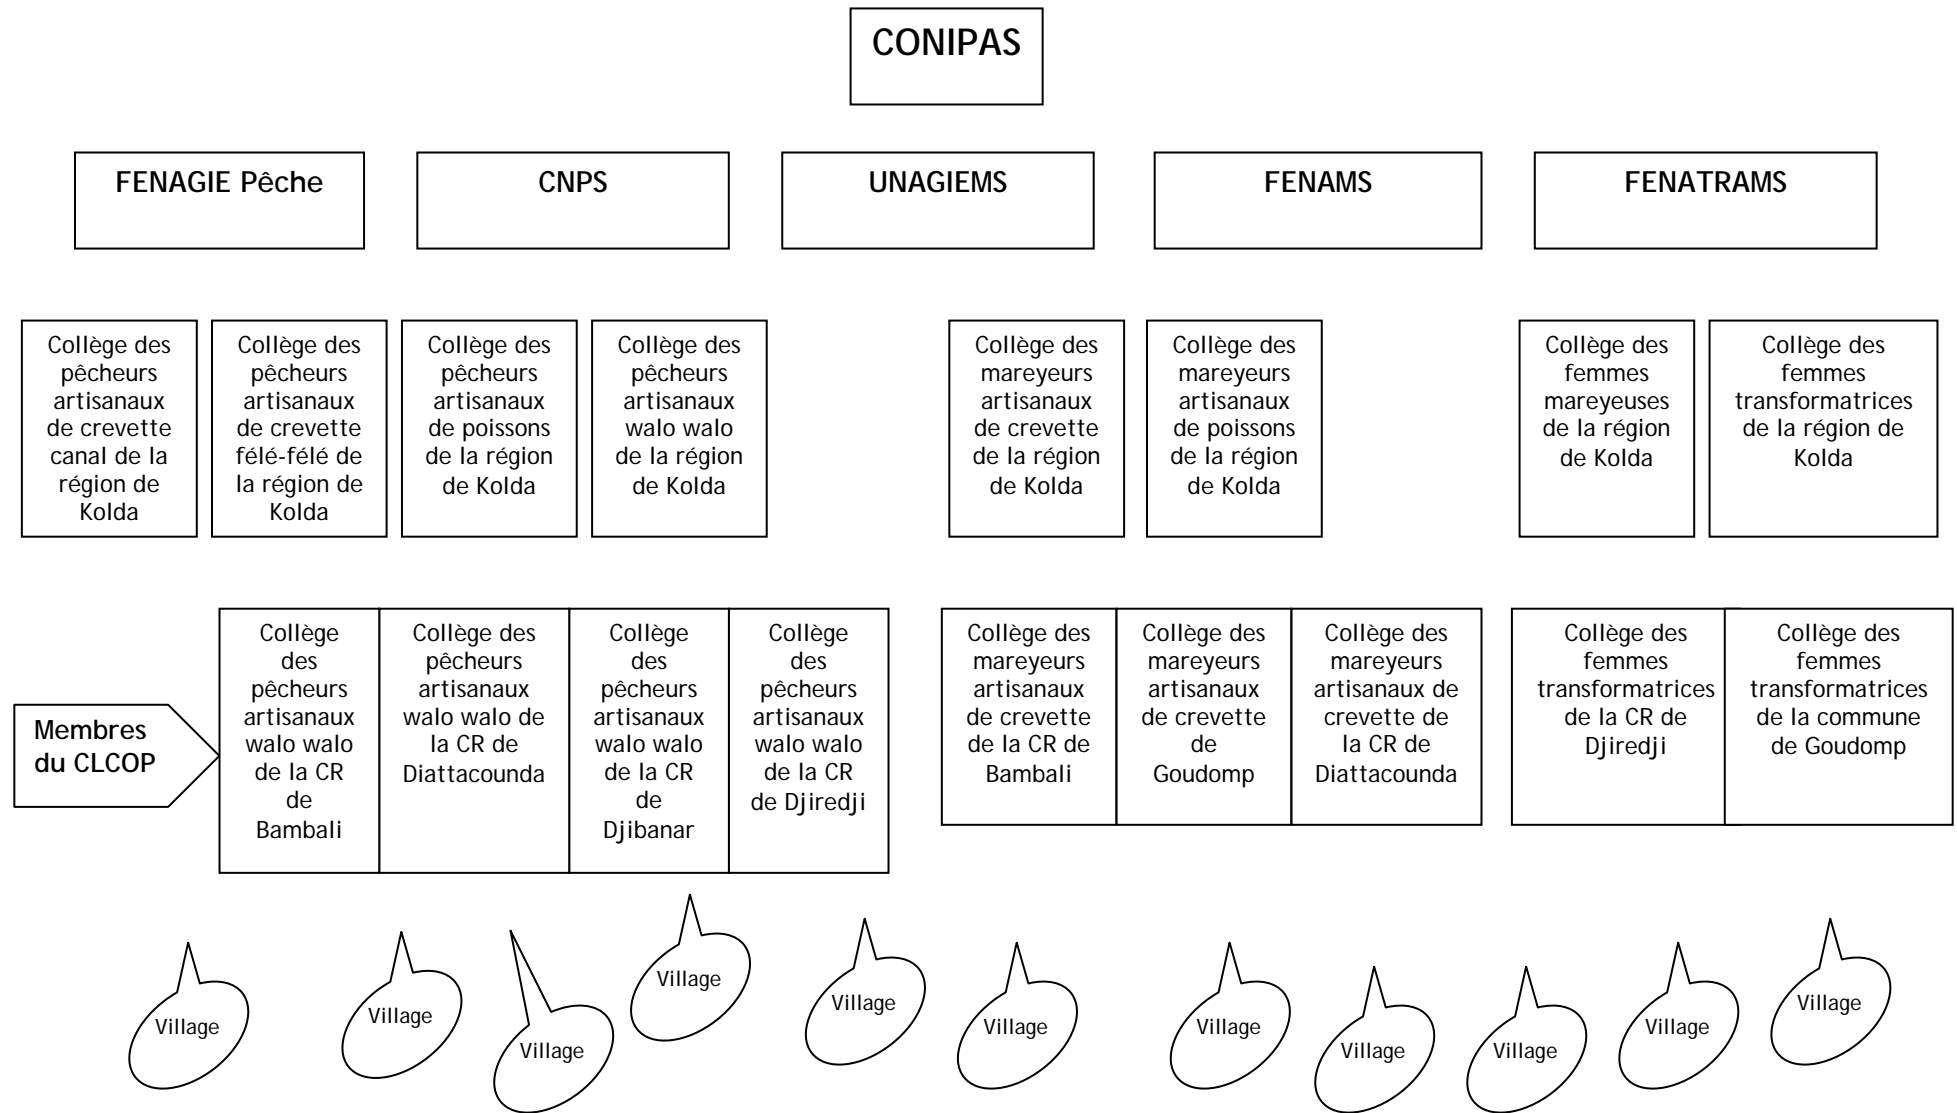 CONIPAS
FENAGIE Pêche
CNPS
UNAGIEMS
FENAMS
FENATRAMS
Collège des
pêcheurs
artisanaux
de crevette
canal de la
région de
Kolda
Collège des
pêcheurs
artisanaux
de crevette
félé-félé de
la région de
Kolda
Collège des
pêcheurs
artisanaux
de poissons
de la région
de Kolda
Collège des
pêcheurs
artisanaux
walo walo
de la région
de Kolda
Collège des
mareyeurs
artisanaux
de crevette
de la région
de Kolda
Collège des
mareyeurs
artisanaux
de poissons
de la région
de Kolda
Collège des
femmes
mareyeuses
de la région
de Kolda
Collège des
femmes
transformatrices
de la région de
Kolda
Membres
du CLCOP
Collège
des
pêcheurs
artisanaux
walo walo
de la CR
de
Bambali
Collège des
pêcheurs
artisanaux
walo walo de
la CR de
Diattacounda
Collège
des
pêcheurs
artisanaux
walo walo
de la CR
de
Djibanar
Collège
des
pêcheurs
artisanaux
walo walo
de la CR
de Djiredji
Collège des
mareyeurs
artisanaux
de crevette
de la CR de
Bambali
Collège des
mareyeurs
artisanaux
de crevette
de
Goudomp
Collège des
mareyeurs
artisanaux de
crevette de
la CR de
Diattacounda
Collège des
femmes
transformatrices
de la CR de
Djiredji
Collège des
femmes
transformatrices
de la commune
de Goudomp
Village
Village
Village
Village
Village
Village
Village
Village
Village
Village
Village